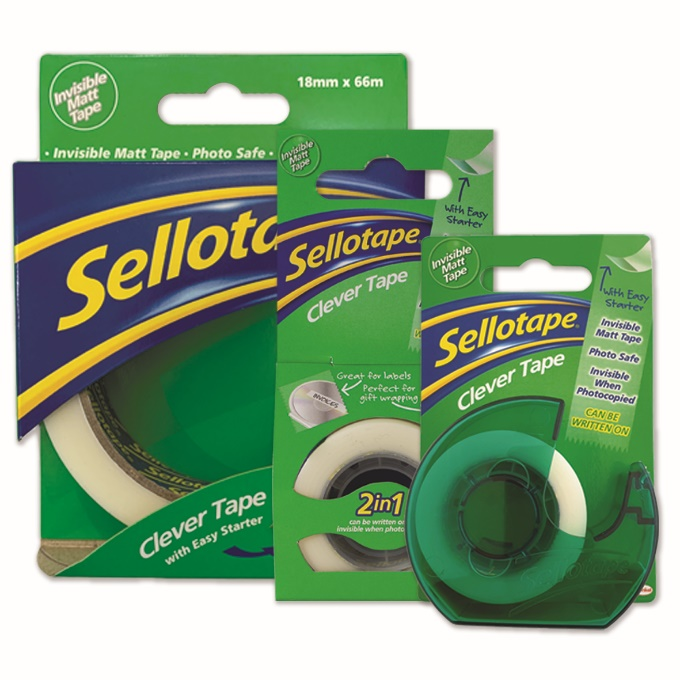 Invisible
Matt
Tape
18mm x 66m
· Invisible Matt Tape · Photo Safe ·
Sellota
Sellotape
Clever Tape
with Easy Starter
Invisible
Matt
Tape
With Easy
Starter
Sellotape
Clever Tape
Great for labels
Perfect for
gift wrapping
INVOICES
2in1
can be written o
invisible when photo
Invisible
Matt
Tape
With Easy
Starter
Sellotape®
Clever Tape
Invisible
Matt Tape
Photo Safe
Invisible
When
Photocopied
CAN BE
WRITTEN ON
Sellotape